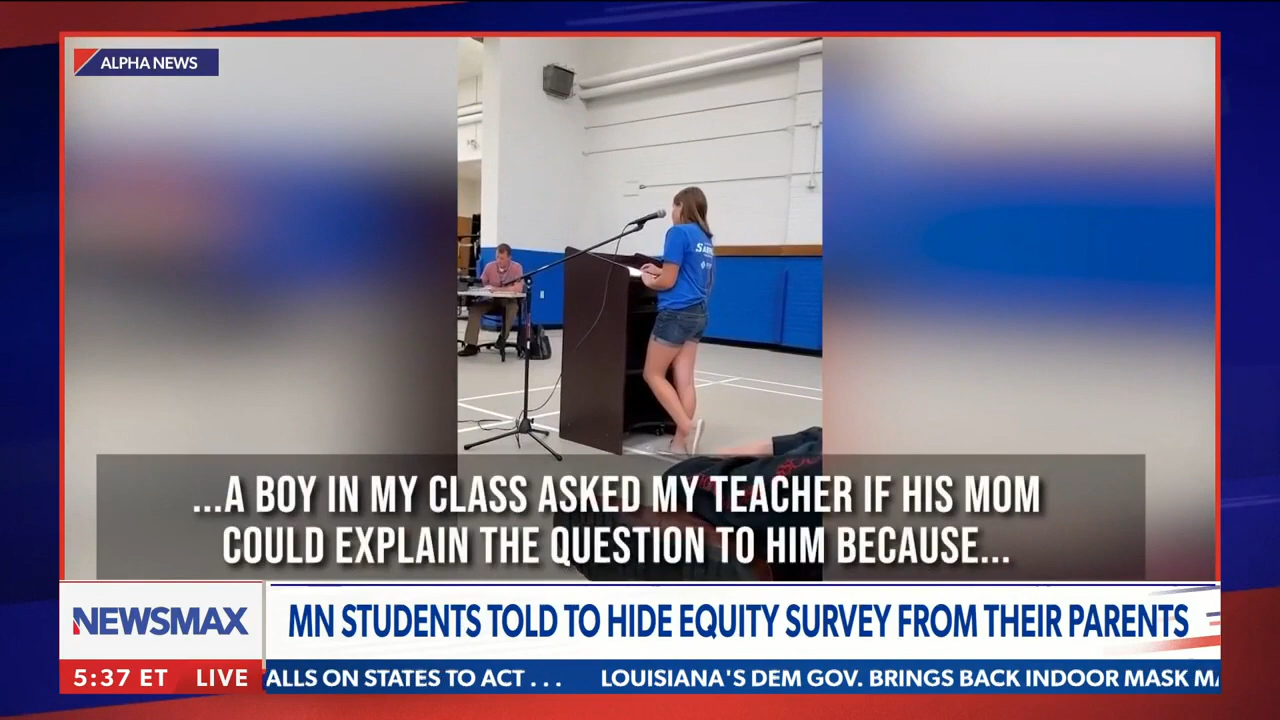 ALPHA NEWS
...A BOY IN MY CLASS ASKED MY TEACHER IF HIS MOM
COULD EXPLAIN THE QUESTION TO HIM BECAUSE...
NEWSMAX
MN STUDENTS TOLD TO HIDE EQUITY SURVEY FROM THEIR PARENTS
5:37 ET LIVE
ALLS ON STATES TO ACT . . . LOUISIANA'S DEM GOV. BRINGS BACK INDOOR MASK MA